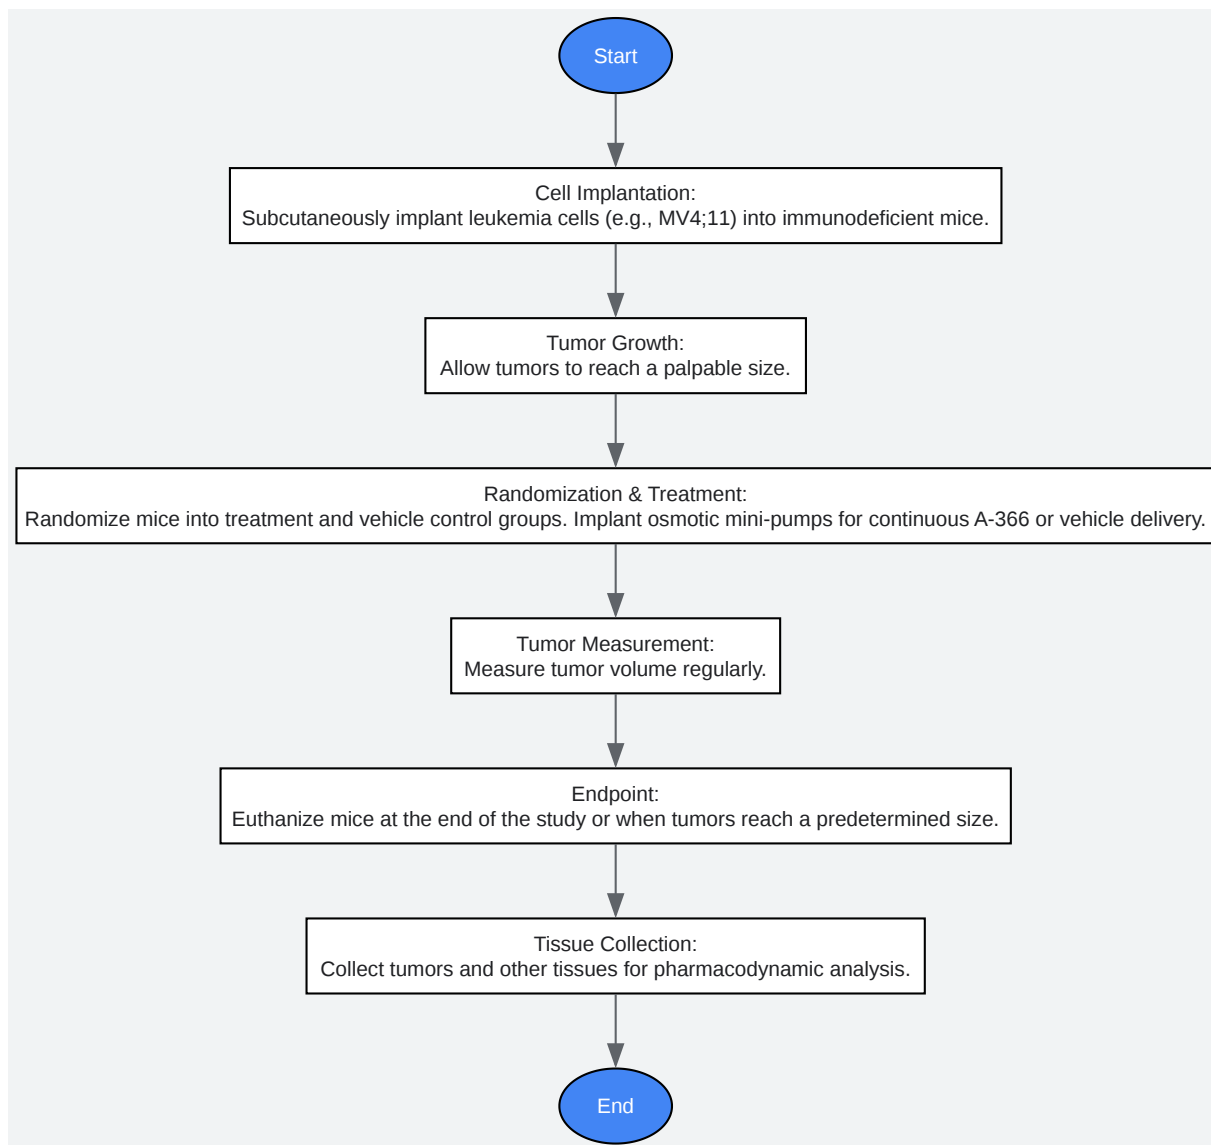 Start
Cell Implantation:
Subcutaneously implant leukemia cells (e.g., MV4;11) into immunodeficient mice.
Tumor Growth:
Allow tumors to reach a palpable size.
Randomization & Treatment:
Randomize mice into treatment and vehicle control groups. Implant osmotic mini-pumps for continuous A-366 or vehicle delivery.
Tumor Measurement:
Measure tumor volume regularly.
Endpoint:
Euthanize mice at the end of the study or when tumors reach a predetermined size.
Tissue Collection:
Collect tumors and other tissues for pharmacodynamic analysis.
End